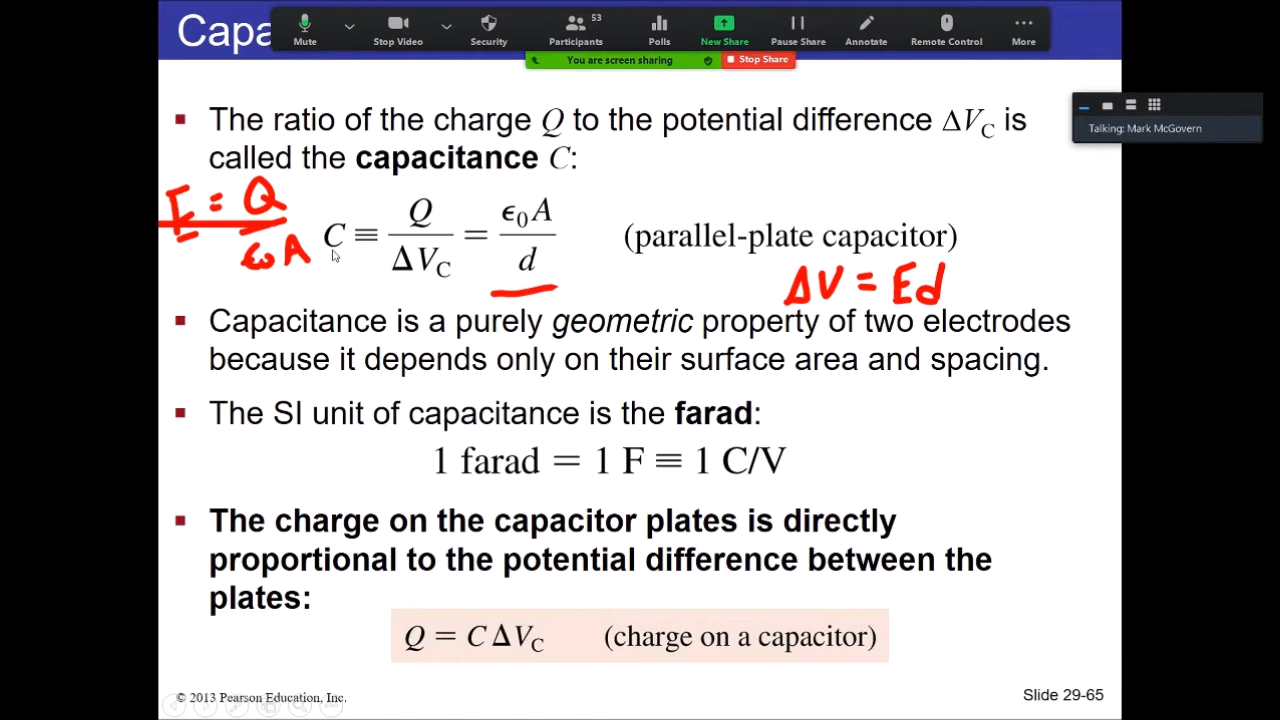 Capa
Mute
Stop Video
Security
Participants
53
Polls
New Share
Pause Share
Annotate
Remote Control
More
You are screen sharing
Stop Share
Talking: Mark McGovern
▪ The ratio of the charge Q to the potential difference ΔV_C is
called the capacitance C:
E = Q / ϵ₀A
C ≡ Q / ΔV_C = ϵ₀A / d (parallel-plate capacitor)
ΔV = Ed
▪ Capacitance is a purely geometric property of two electrodes
because it depends only on their surface area and spacing.
▪ The SI unit of capacitance is the farad:
1 farad = 1 F ≡ 1 C/V
▪ The charge on the capacitor plates is directly
proportional to the potential difference between the
plates:
Q = C ΔV_C (charge on a capacitor)
© 2013 Pearson Education, Inc.
Slide 29-65